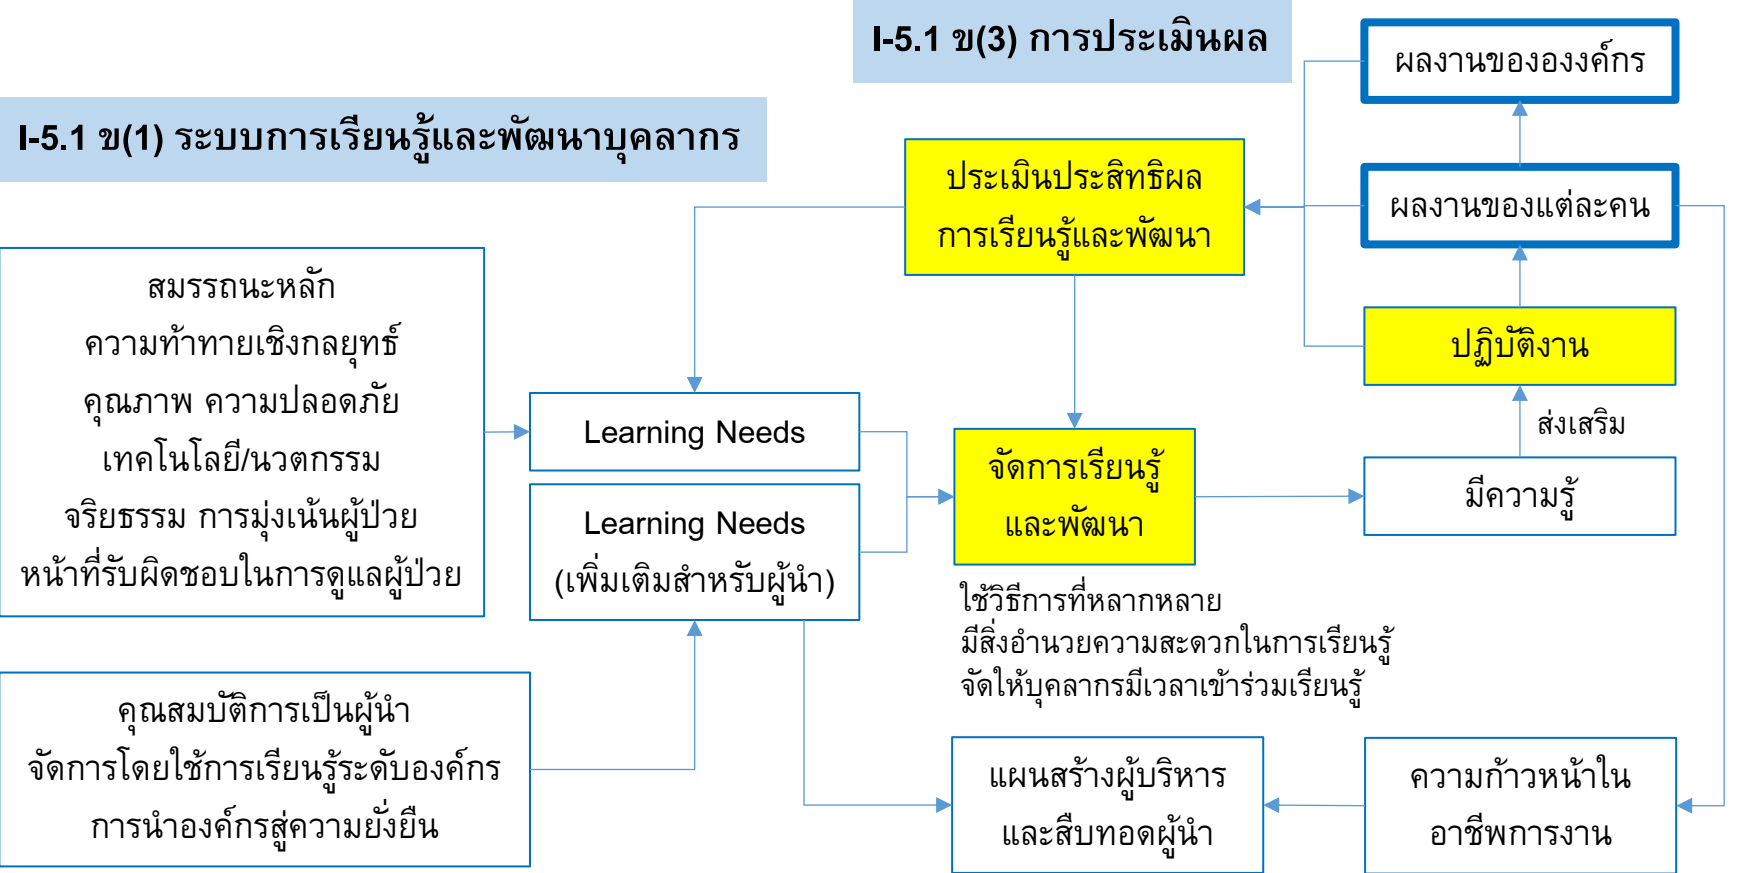 I-5.1 ข(3) การประเมินผล
ผลงานขององงค์กร
I-5.1 ข(1) ระบบการเรียนรู้และพัฒนาบุคลากร
ประเมินประสิทธิผล
การเรียนรู้และพัฒนา
ผลงานของแต่ละคน
สมรรถนะหลัก
ความท้าทายเชิงกลยุทธ์
คุณภาพ ความปลอดภัย
เทคโนโลยี/นวตกรรม
จริยธรรม การมุ่งเน้นผู้ป่วย
หน้าที่รับผิดชอบในการดูแลผู้ป่วย
ปฏิบัติงาน
ส่งเสริม
Learning Needs
Learning Needs
(เพิ่มเติมสำหรับผู้นำ)
จัดการเรียนรู้
และพัฒนา
มีความรู้
ใช้วิธีการที่หลากหลาย
มีสิ่งอำนวยความสะดวกในการเรียนรู้
จัดให้บุคลากรมีเวลาเข้าร่วมเรียนรู้
คุณสมบัติการเป็นผู้นำ
จัดการโดยใช้การเรียนรู้ระดับองค์กร
การนำองค์กรสู่ความยั่งยืน
แผนสร้างผู้บริหาร
และสืบทอดผู้นำ
ความก้าวหน้าใน
อาชีพการงาน